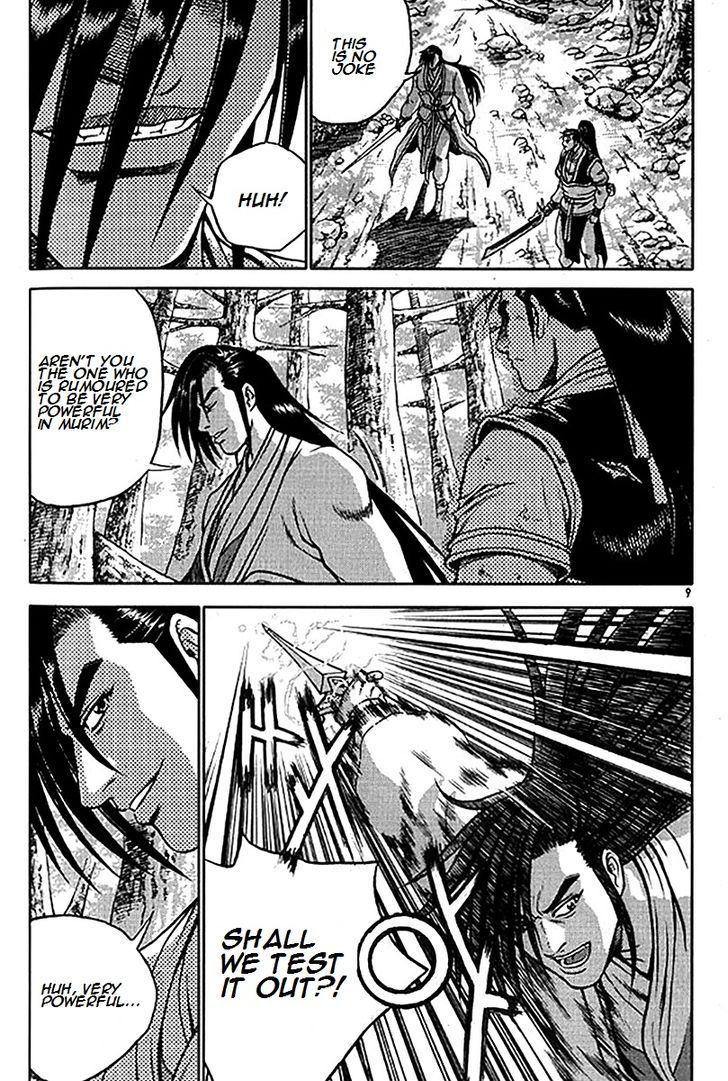 HUH!
THIS
IS NO
JOKE
AREN'T YOU
THE ONE WHO
IS RUMOURED
TO BE VERY
POWERFUL
IN MURIM?
9
HUH, VERY
POWERFUL...
SHALL
WE TEST
IT OUT?!